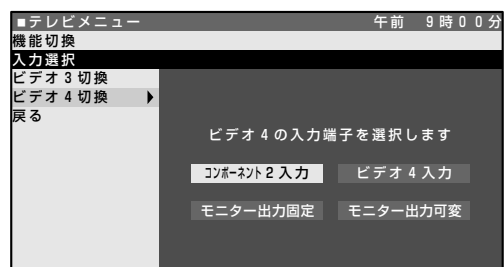 ■テレビメニュー 午前 9時00分
機能切換
入力選択
ビデオ3切換
ビデオ4切換 ▶
戻る
ビデオ4の入力端子を選択します
コンポーネント2入力 ビデオ4入力
モニター出力固定 モニター出力可変